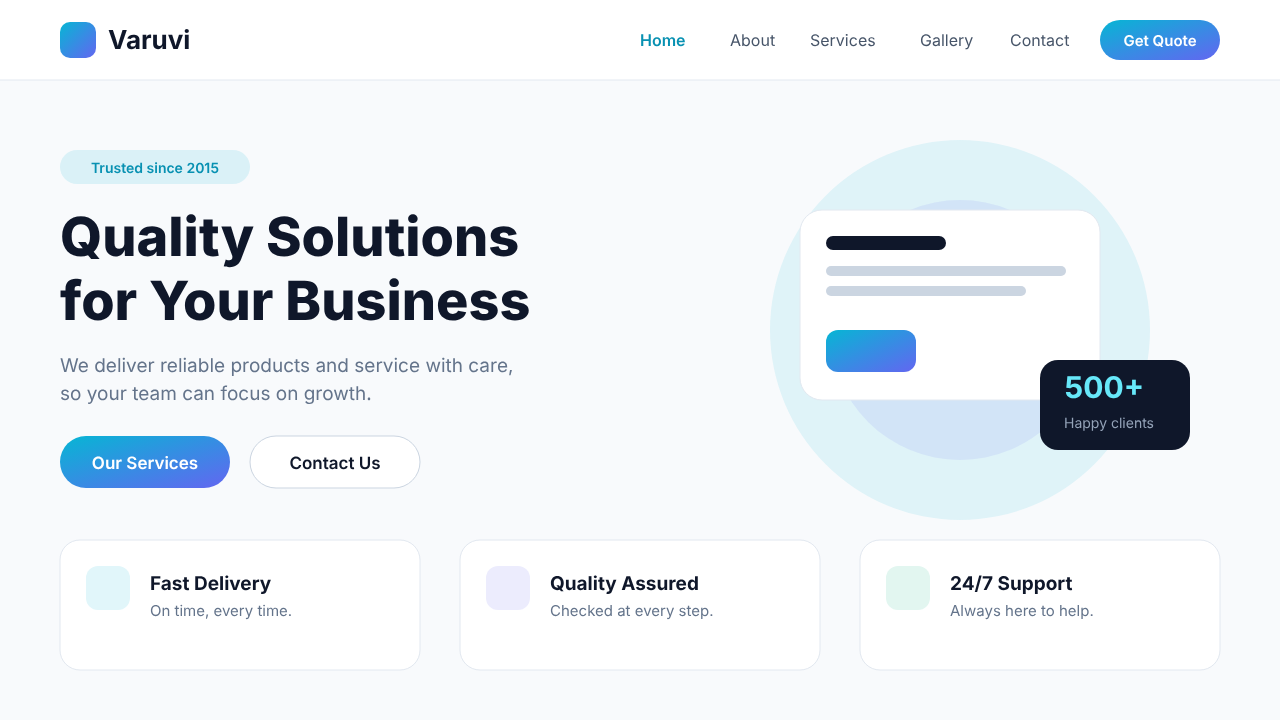 Varuvi
Home
About
Services
Gallery
Contact
Get Quote
Trusted since 2015
Quality Solutions
for Your Business
We deliver reliable products and service with care,
so your team can focus on growth.
Our Services
Contact Us
500+
Happy clients
Fast Delivery
On time, every time.
Quality Assured
Checked at every step.
24/7 Support
Always here to help.